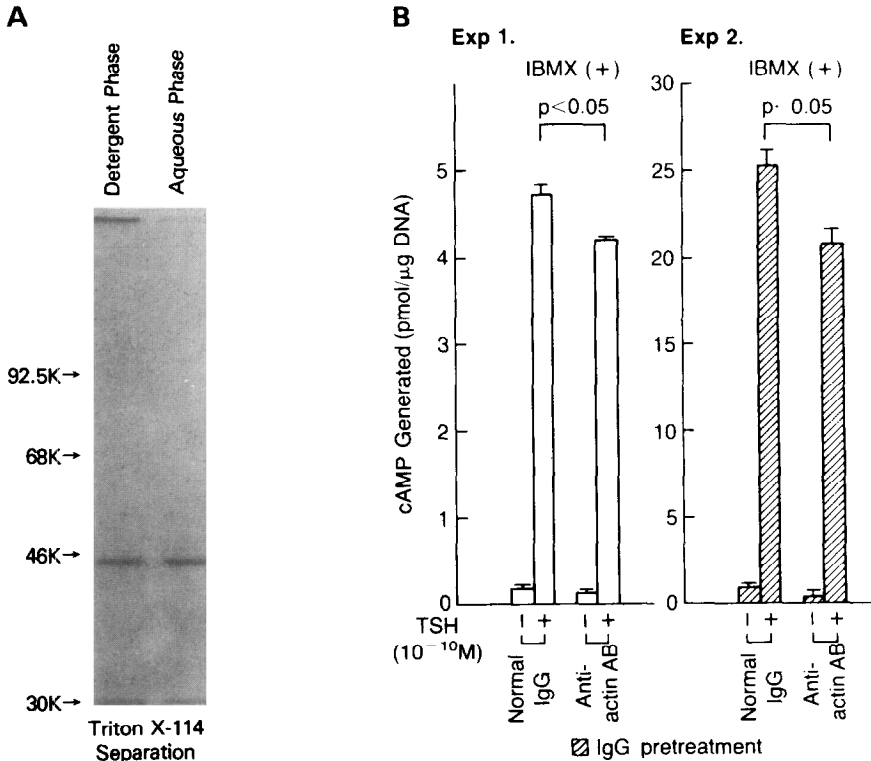 A
Detergent Phase
Aqueous Phase
92.5K→
68K→
46K→
30K→
Triton X-114
Separation
B
Exp 1.
IBMX (+)
p<0.05
cAMP Generated (pmol/μg DNA)
5
4
3
2
1
0
TSH
(10⁻¹⁰M)
− + − +
Normal
IgG
Anti-
actin AB
Exp 2.
IBMX (+)
p· 0.05
30
25
20
15
10
5
0
− + − +
Normal
IgG
Anti-
actin AB
IgG pretreatment